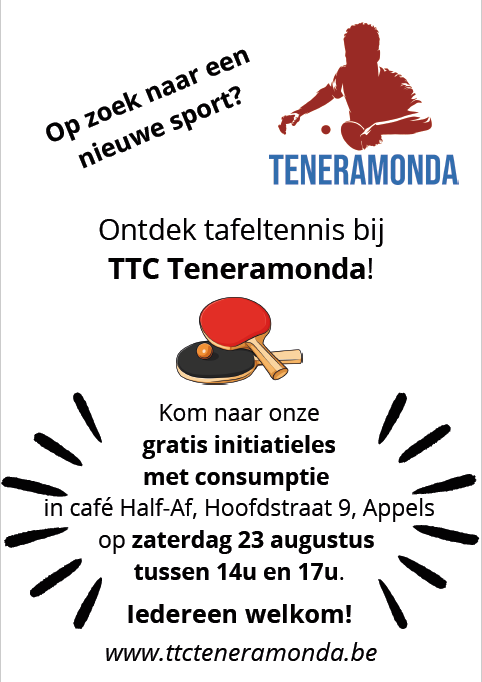 Op zoek naar een
nieuwe sport?
TENERAMONDA
Ontdek tafeltennis bij
TTC Teneramonda!
Kom naar onze
gratis initiatieles
met consumptie
in café Half-Af, Hoofdstraat 9, Appels
op zaterdag 23 augustus
tussen 14u en 17u.
Iedereen welkom!
www.ttcteneramonda.be